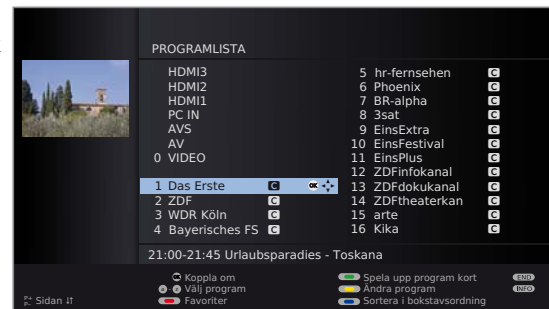 PROGRAMLISTA
HDMI3
HDMI2
HDMI1
PC IN
AVS
AV
0 VIDEO
1 Das Erste C OK
2 ZDF C
3 WDR Köln C
4 Bayerisches FS C
5 hr-fernsehen C
6 Phoenix C
7 BR-alpha C
8 3sat C
9 EinsExtra C
10 EinsFestival C
11 EinsPlus C
12 ZDFinfokanal C
13 ZDFdokukanal C
14 ZDFtheaterkan C
15 arte C
16 Kika C
21:00-21:45 Urlaubsparadies - Toskana
OK Koppla om
Välj program
P+ P- Sidan
Favoriter
Spela upp program kort END
Ändra program INFO
Sortera i bokstavsordning